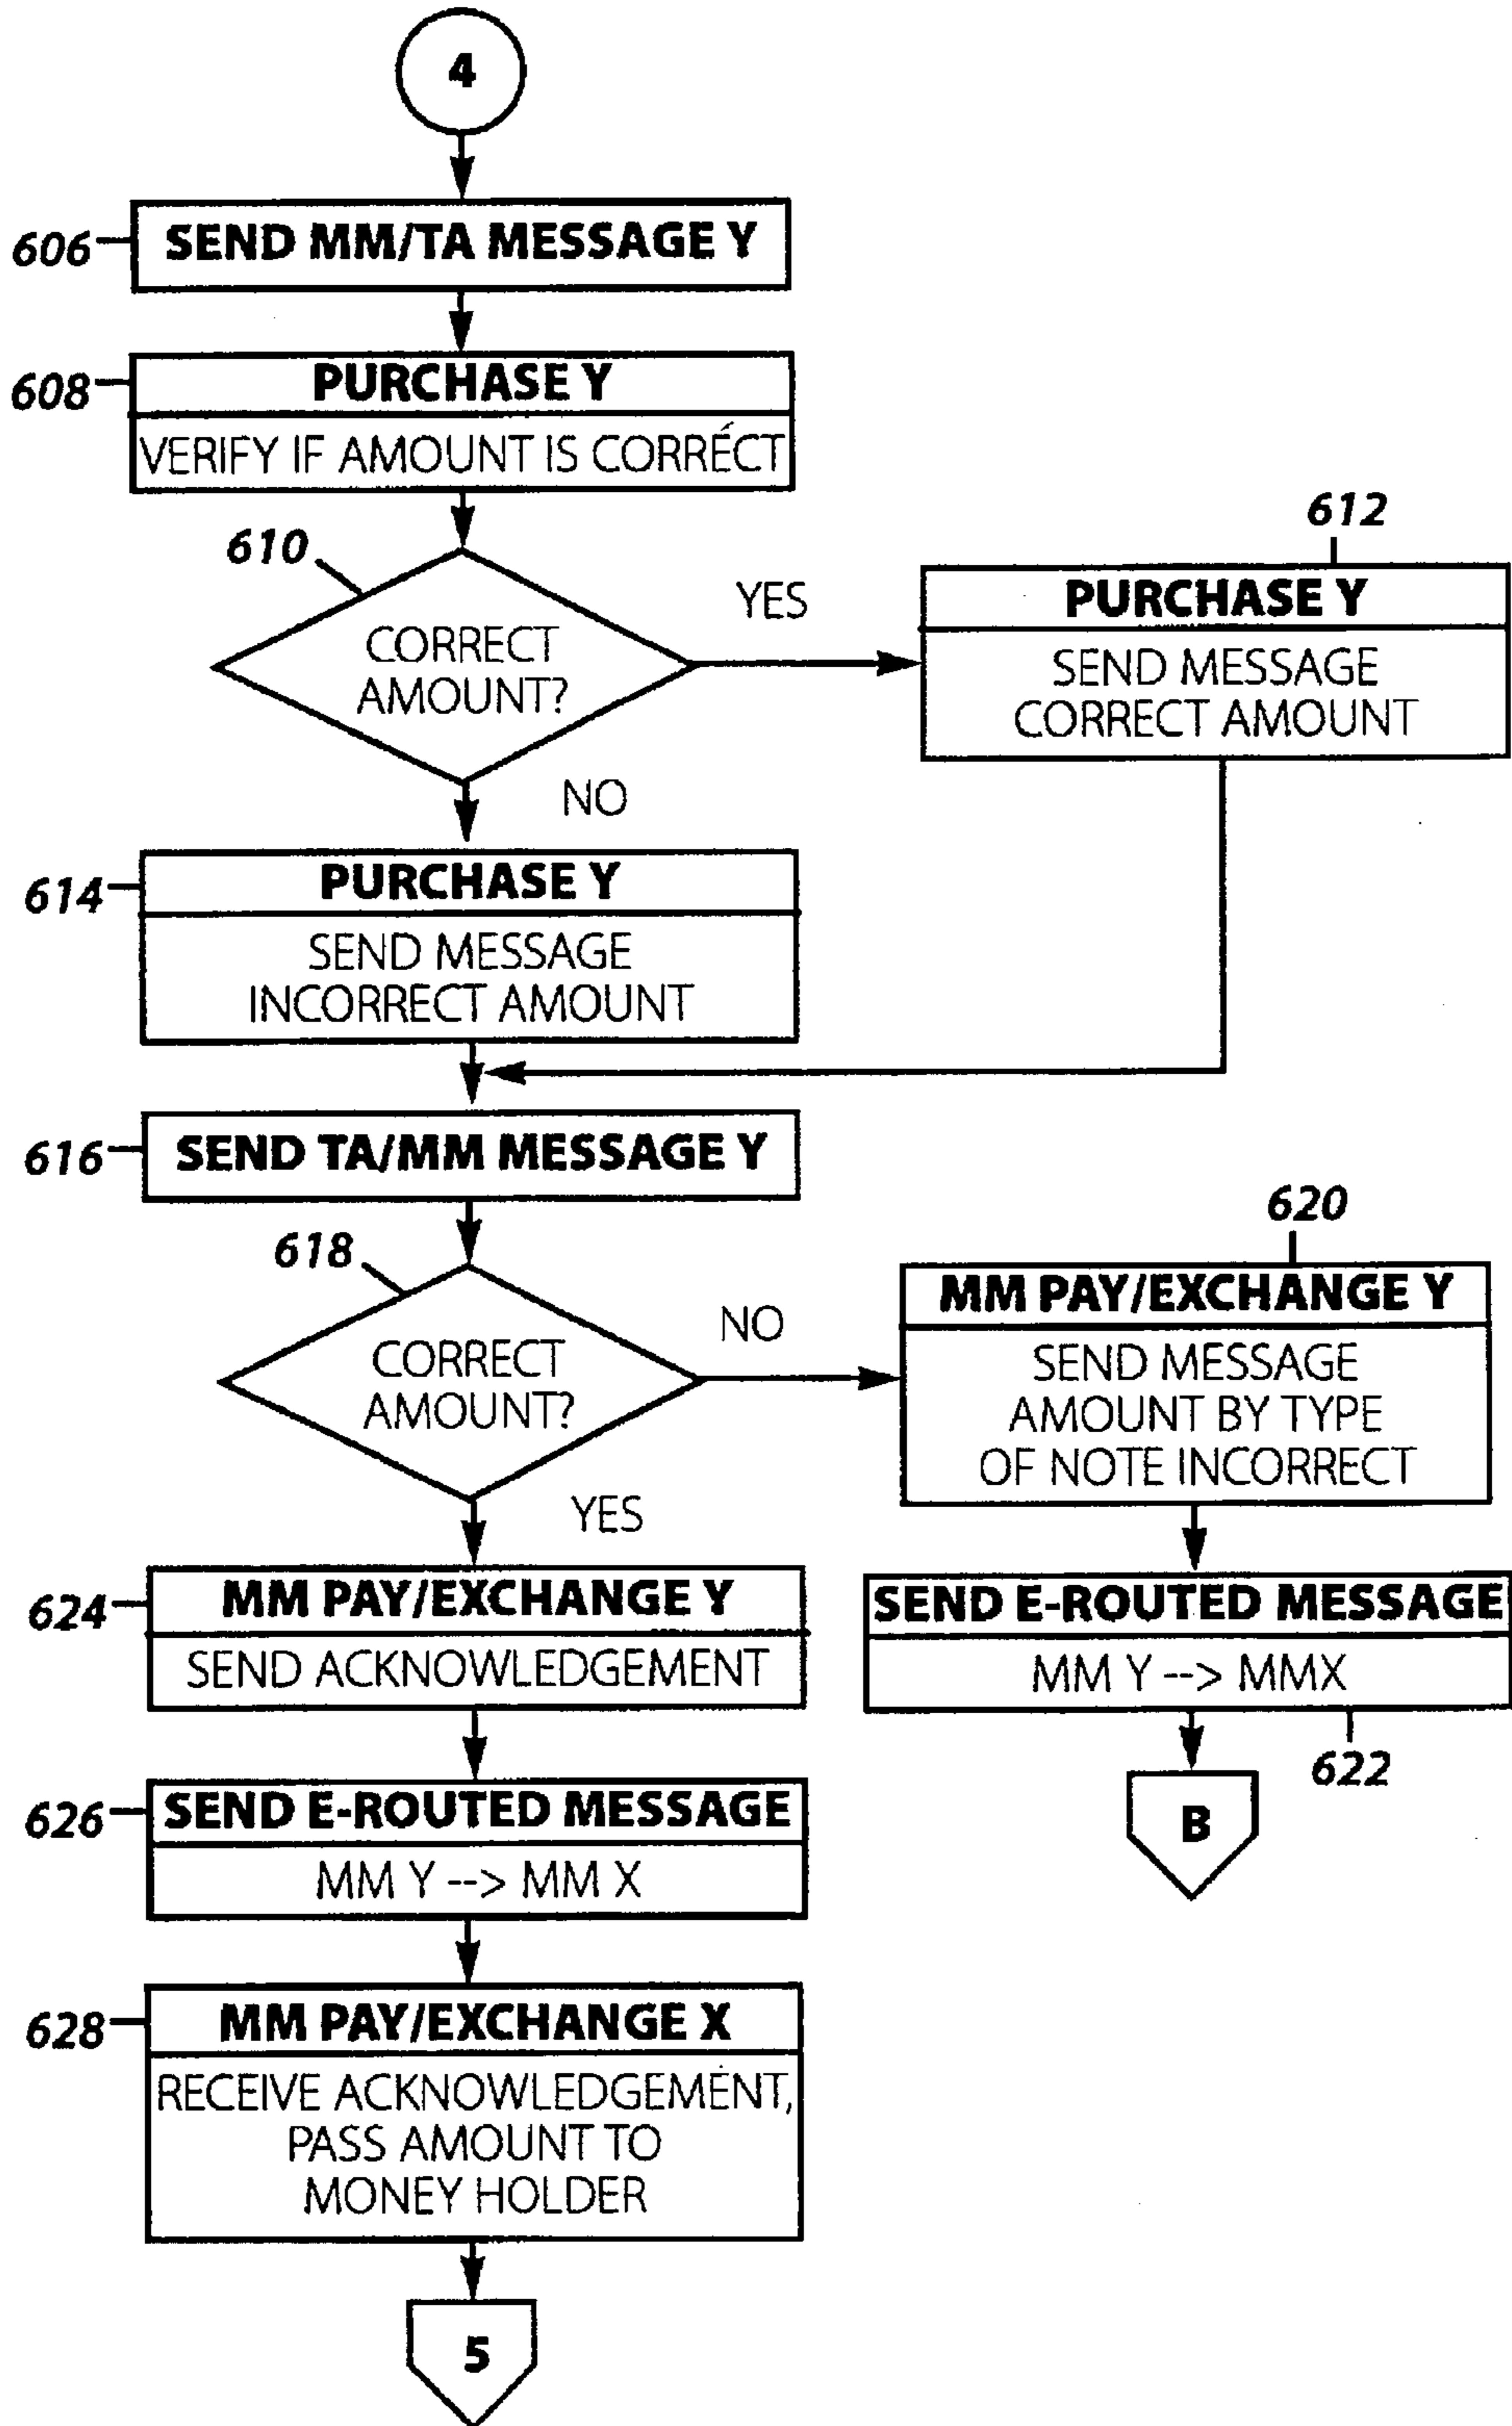 4
606
SEND MM/TA MESSAGE Y
608
PURCHASE Y
VERIFY IF AMOUNT IS CORRECT
610
CORRECT
AMOUNT?
YES
612
PURCHASE Y
SEND MESSAGE
CORRECT AMOUNT
NO
614
PURCHASE Y
SEND MESSAGE
INCORRECT AMOUNT
616
SEND TA/MM MESSAGE Y
618
CORRECT
AMOUNT?
NO
620
MM PAY/EXCHANGE Y
SEND MESSAGE
AMOUNT BY TYPE
OF NOTE INCORRECT
YES
624
MM PAY/EXCHANGE Y
SEND ACKNOWLEDGEMENT
SEND E-ROUTED MESSAGE
MM Y --> MMX
622
B
626
SEND E-ROUTED MESSAGE
MM Y --> MM X
628
MM PAY/EXCHANGE X
RECEIVE ACKNOWLEDGEMENT,
PASS AMOUNT TO
MONEY HOLDER
5